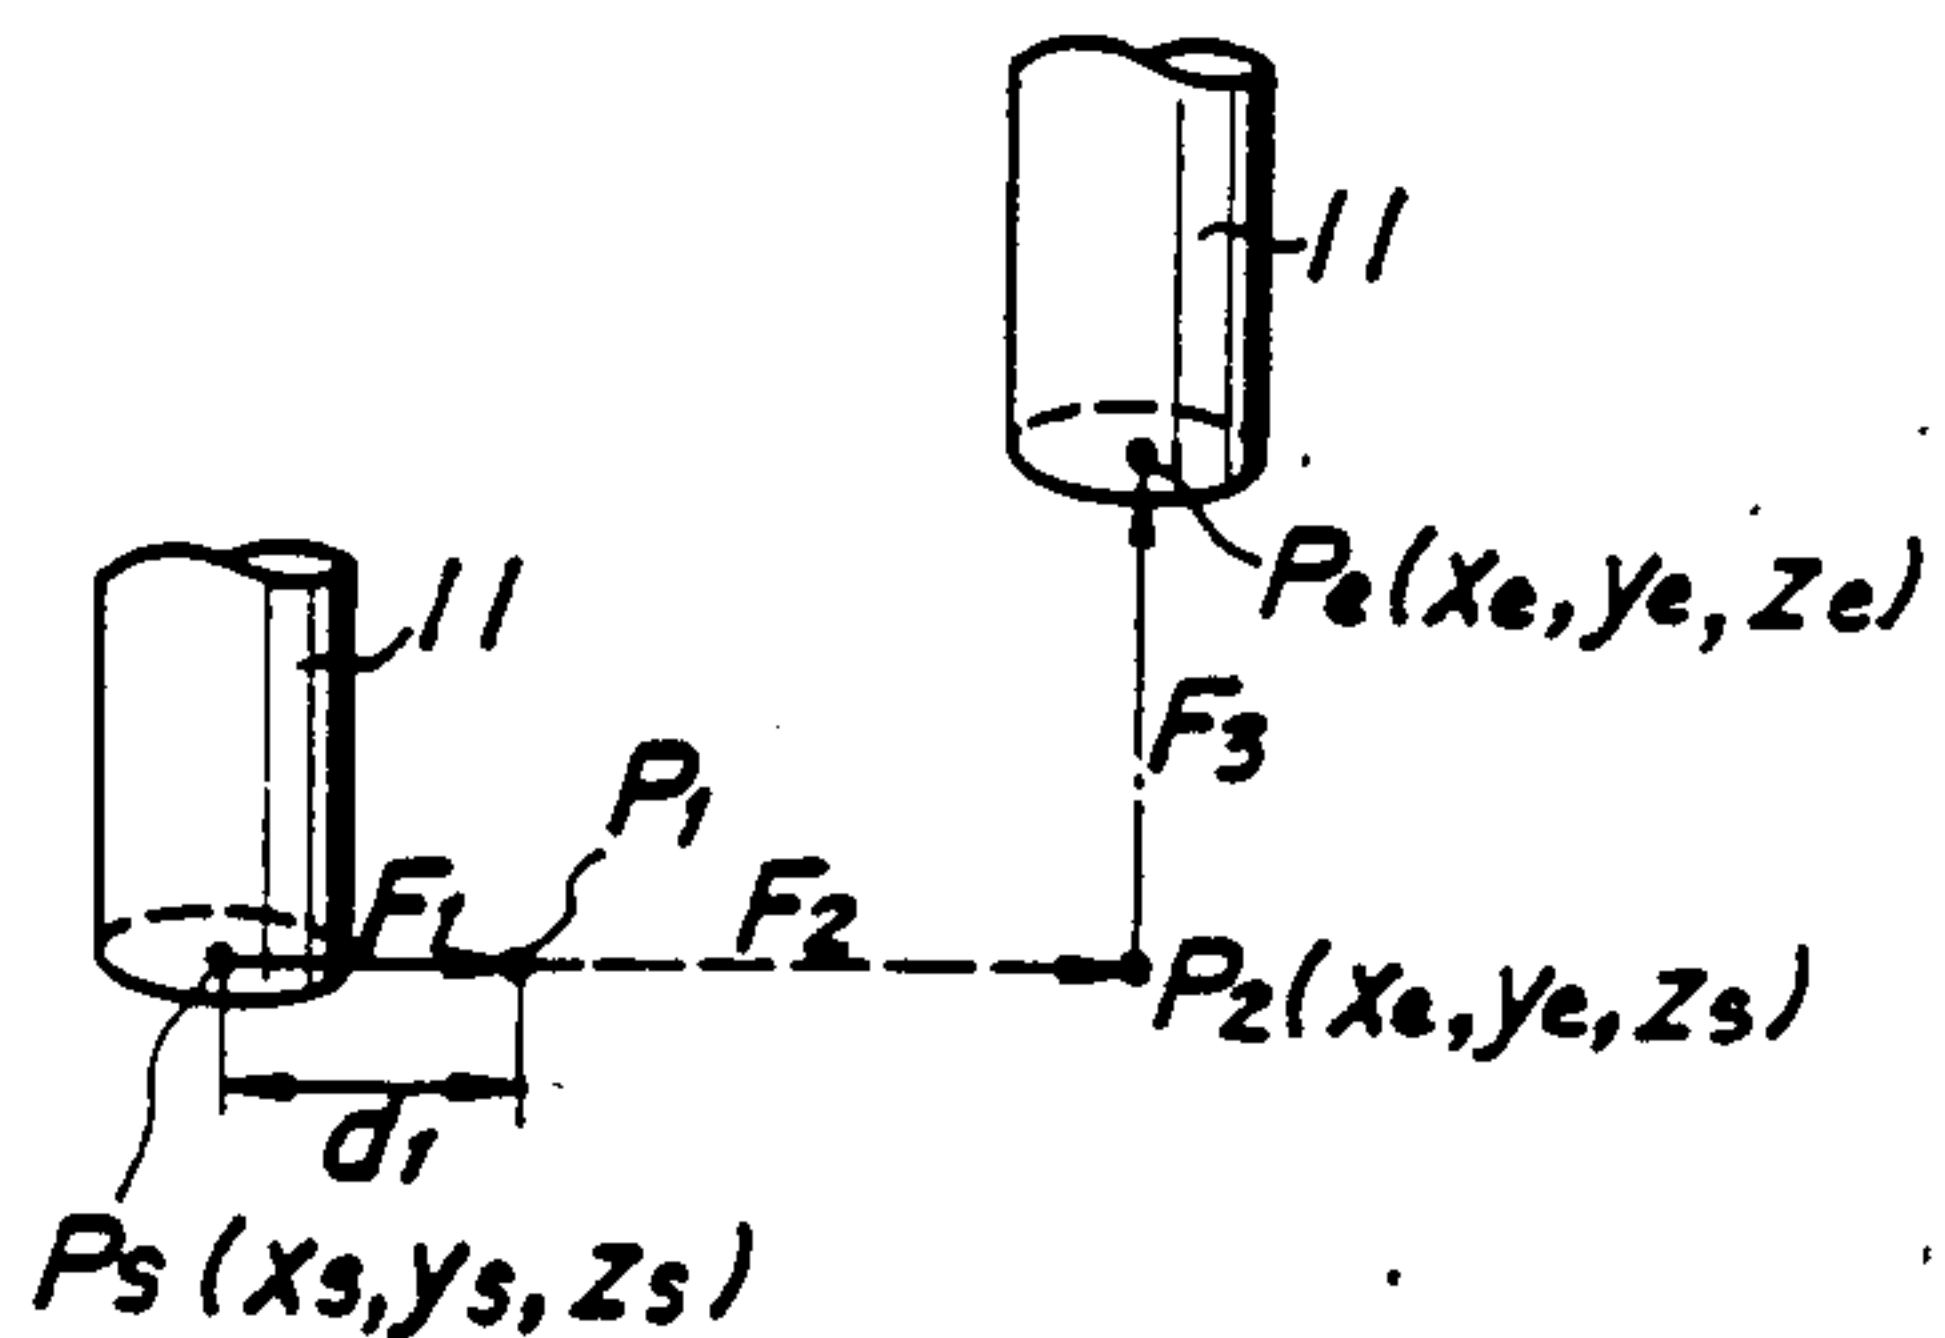 11
Pe(xe,ye,ze)
11
F3
P1
F1
F2
P2(xe,ye,zs)
d1
Ps(xs,ys,zs)